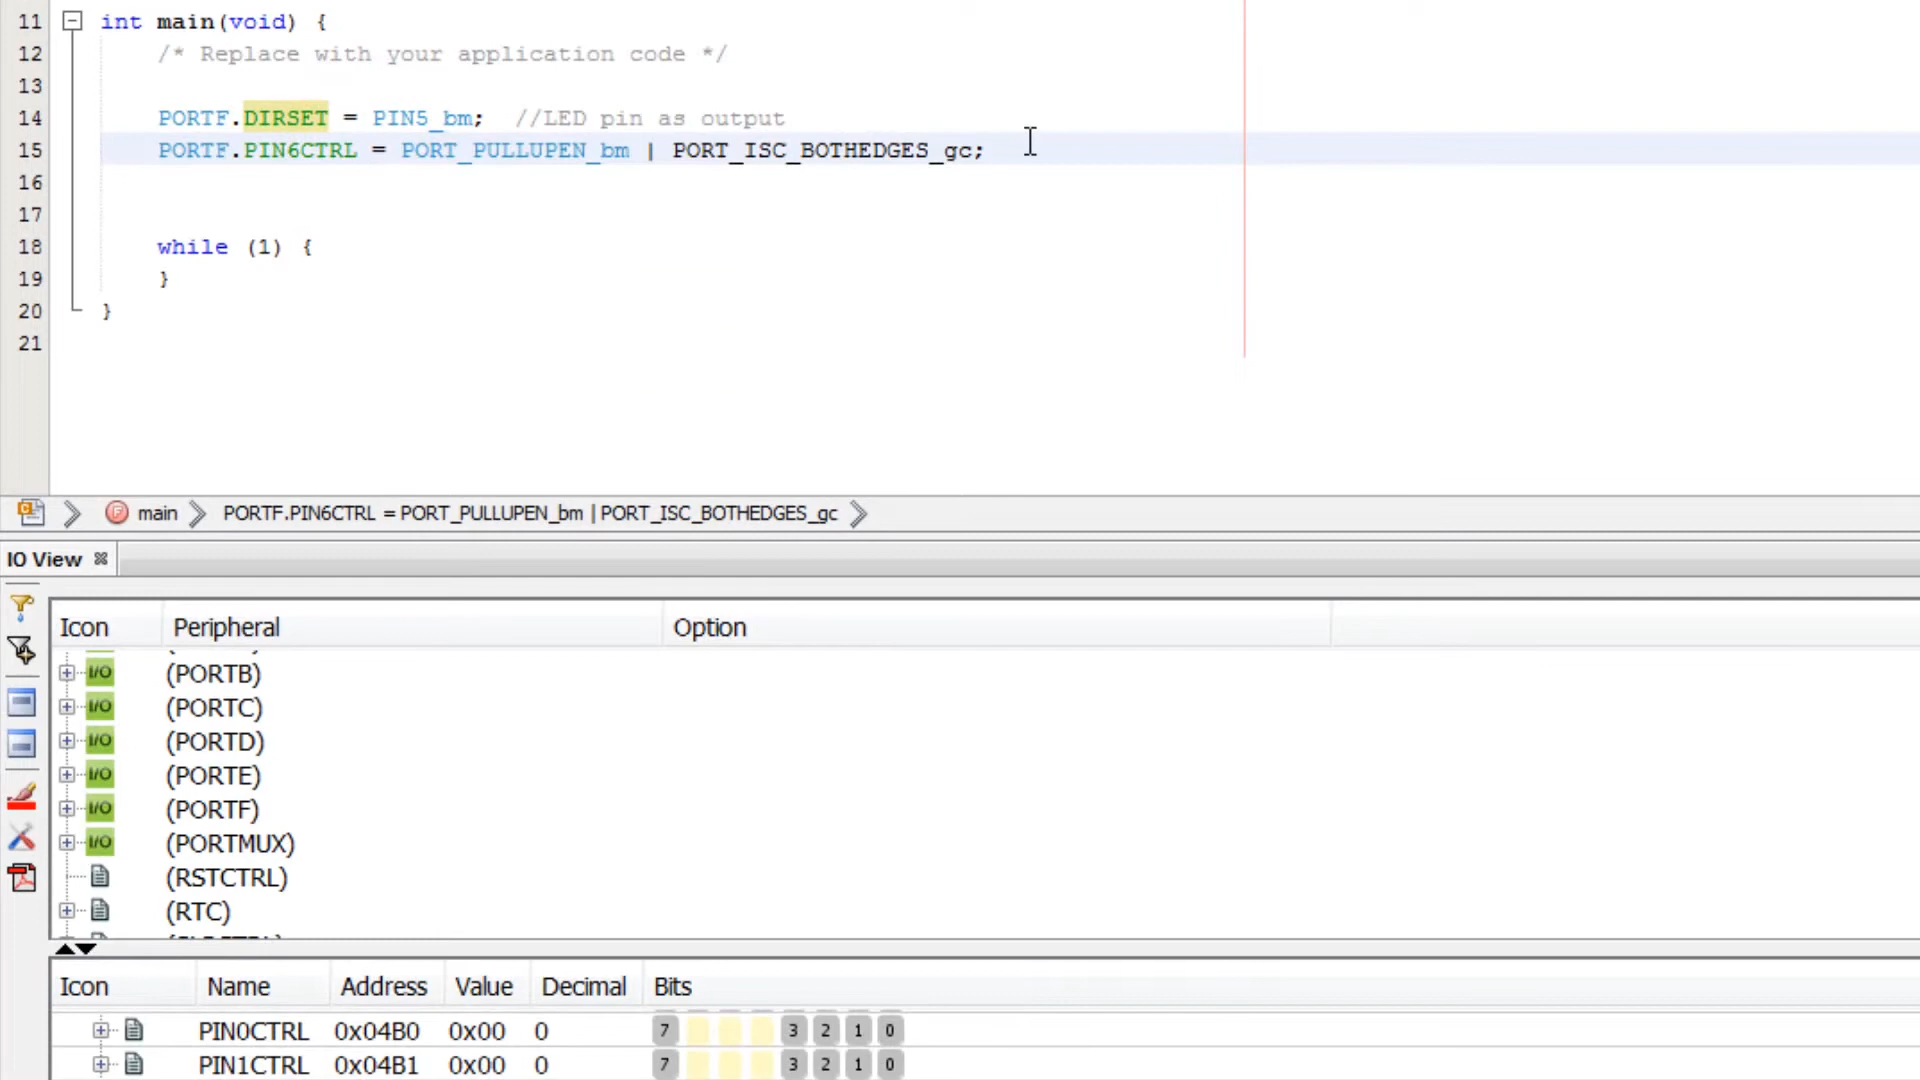 11 int main(void) {
12 /* Replace with your application code */
13
14 PORTF.DIRSET = PIN5_bm; //LED pin as output
15 PORTF.PIN6CTRL = PORT_PULLUPEN_bm | PORT_ISC_BOTHEDGES_gc;
16
17
18 while (1) {
19 }
20 }
21
main PORTF.PIN6CTRL = PORT_PULLUPEN_bm | PORT_ISC_BOTHEDGES_gc
IO View
Icon Peripheral Option
I/O (PORTB)
I/O (PORTC)
I/O (PORTD)
I/O (PORTE)
I/O (PORTF)
I/O (PORTMUX)
(RSTCTRL)
(RTC)
Icon Name Address Value Decimal Bits
PIN0CTRL 0x04B0 0x00 0 7 3 2 1 0
PIN1CTRL 0x04B1 0x00 0 7 3 2 1 0